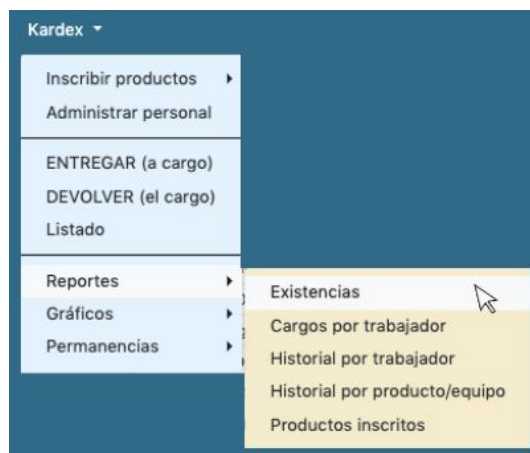 Kardex
Inscribir productos
Administrar personal
ENTREGAR (a cargo)
DEVOLVER (el cargo)
Listado
Reportes
Gráficos
Permanencias
Existencias
Cargos por trabajador
Historial por trabajador
Historial por producto/equipo
Productos inscritos